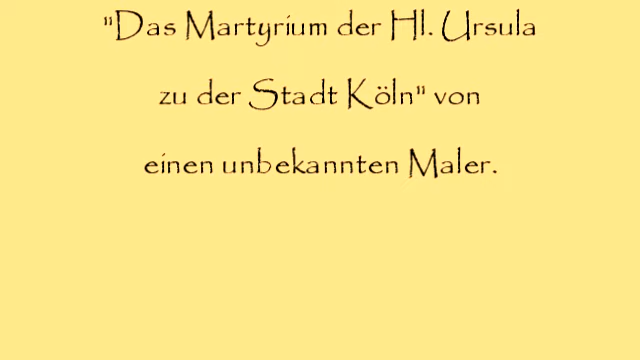 "Das Martyrium der Hl. Ursula
zu der Stadt Köln" von
einen unbekannten Maler.